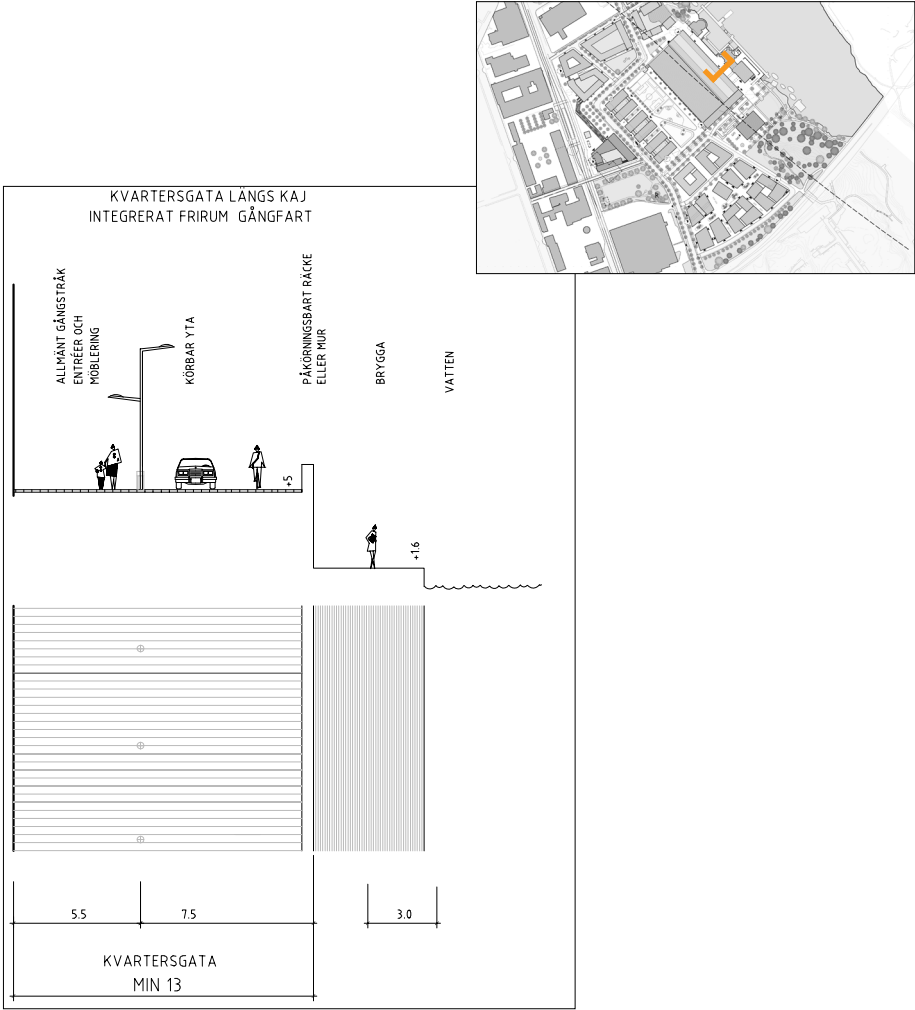 KVARTERSGATA LÄNGS KAJ
INTEGRERAT FRIRUM GÅNGFART
ALLMÄNT GÅNGSTRÅK
ENTRÉER OCH
MÖBLERING
KÖRBAR YTA
PÅKÖRNINGSBART RÄCKE
ELLER MUR
BRYGGA
VATTEN
+5
+1.6
5.5
7.5
3.0
KVARTERSGATA
MIN 13